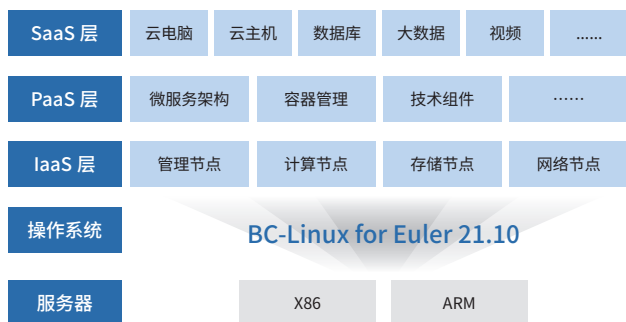 SaaS 层 云电脑 云主机 数据库 大数据 视频 ......
PaaS 层 微服务架构 容器管理 技术组件 ……
IaaS 层 管理节点 计算节点 存储节点 网络节点
操作系统 BC-Linux for Euler 21.10
服务器 X86 ARM